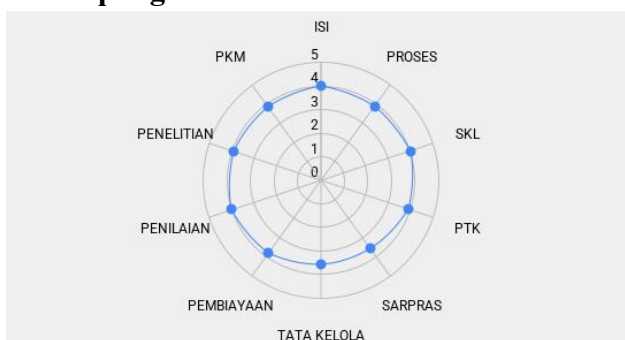 ISI
PKM
PROSES
5
4
3
2
1
0
PENELITIAN
SKL
PENILAIAN
PTK
PEMBIAYAAN
SARPRAS
TATA KELOLA